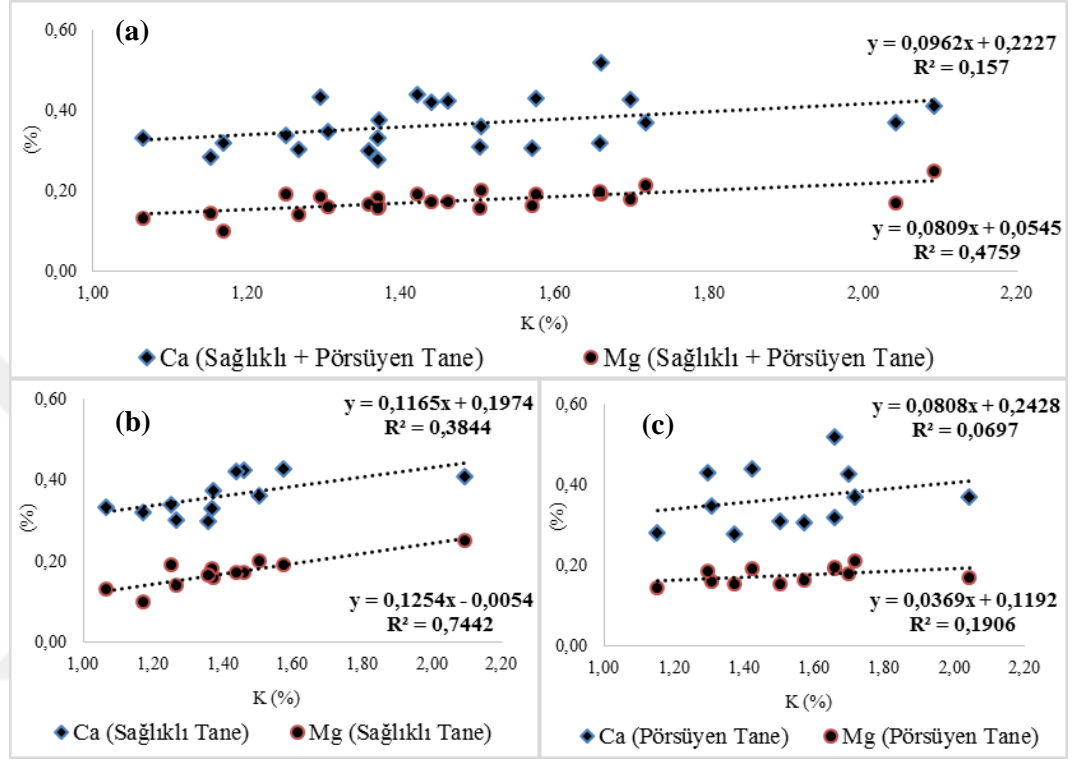 (a)
0,60
0,40
0,20
0,00
(%)
y = 0,0962x + 0,2227
R² = 0,157
y = 0,0809x + 0,0545
R² = 0,4759
1,00 1,20 1,40 1,60 1,80 2,00 2,20
K (%)
Ca (Sağlıklı + Pörsüyen Tane) Mg (Sağlıklı + Pörsüyen Tane)
(b)
0,60
0,40
0,20
0,00
(%)
y = 0,1165x + 0,1974
R² = 0,3844
y = 0,1254x - 0,0054
R² = 0,7442
1,00 1,20 1,40 1,60 1,80 2,00 2,20
K (%)
Ca (Sağlıklı Tane) Mg (Sağlıklı Tane)
(c)
0,60
0,40
0,20
0,00
(%)
y = 0,0808x + 0,2428
R² = 0,0697
y = 0,0369x + 0,1192
R² = 0,1906
1,00 1,20 1,40 1,60 1,80 2,00 2,20
K (%)
Ca (Pörsüyen Tane) Mg (Pörsüyen Tane)